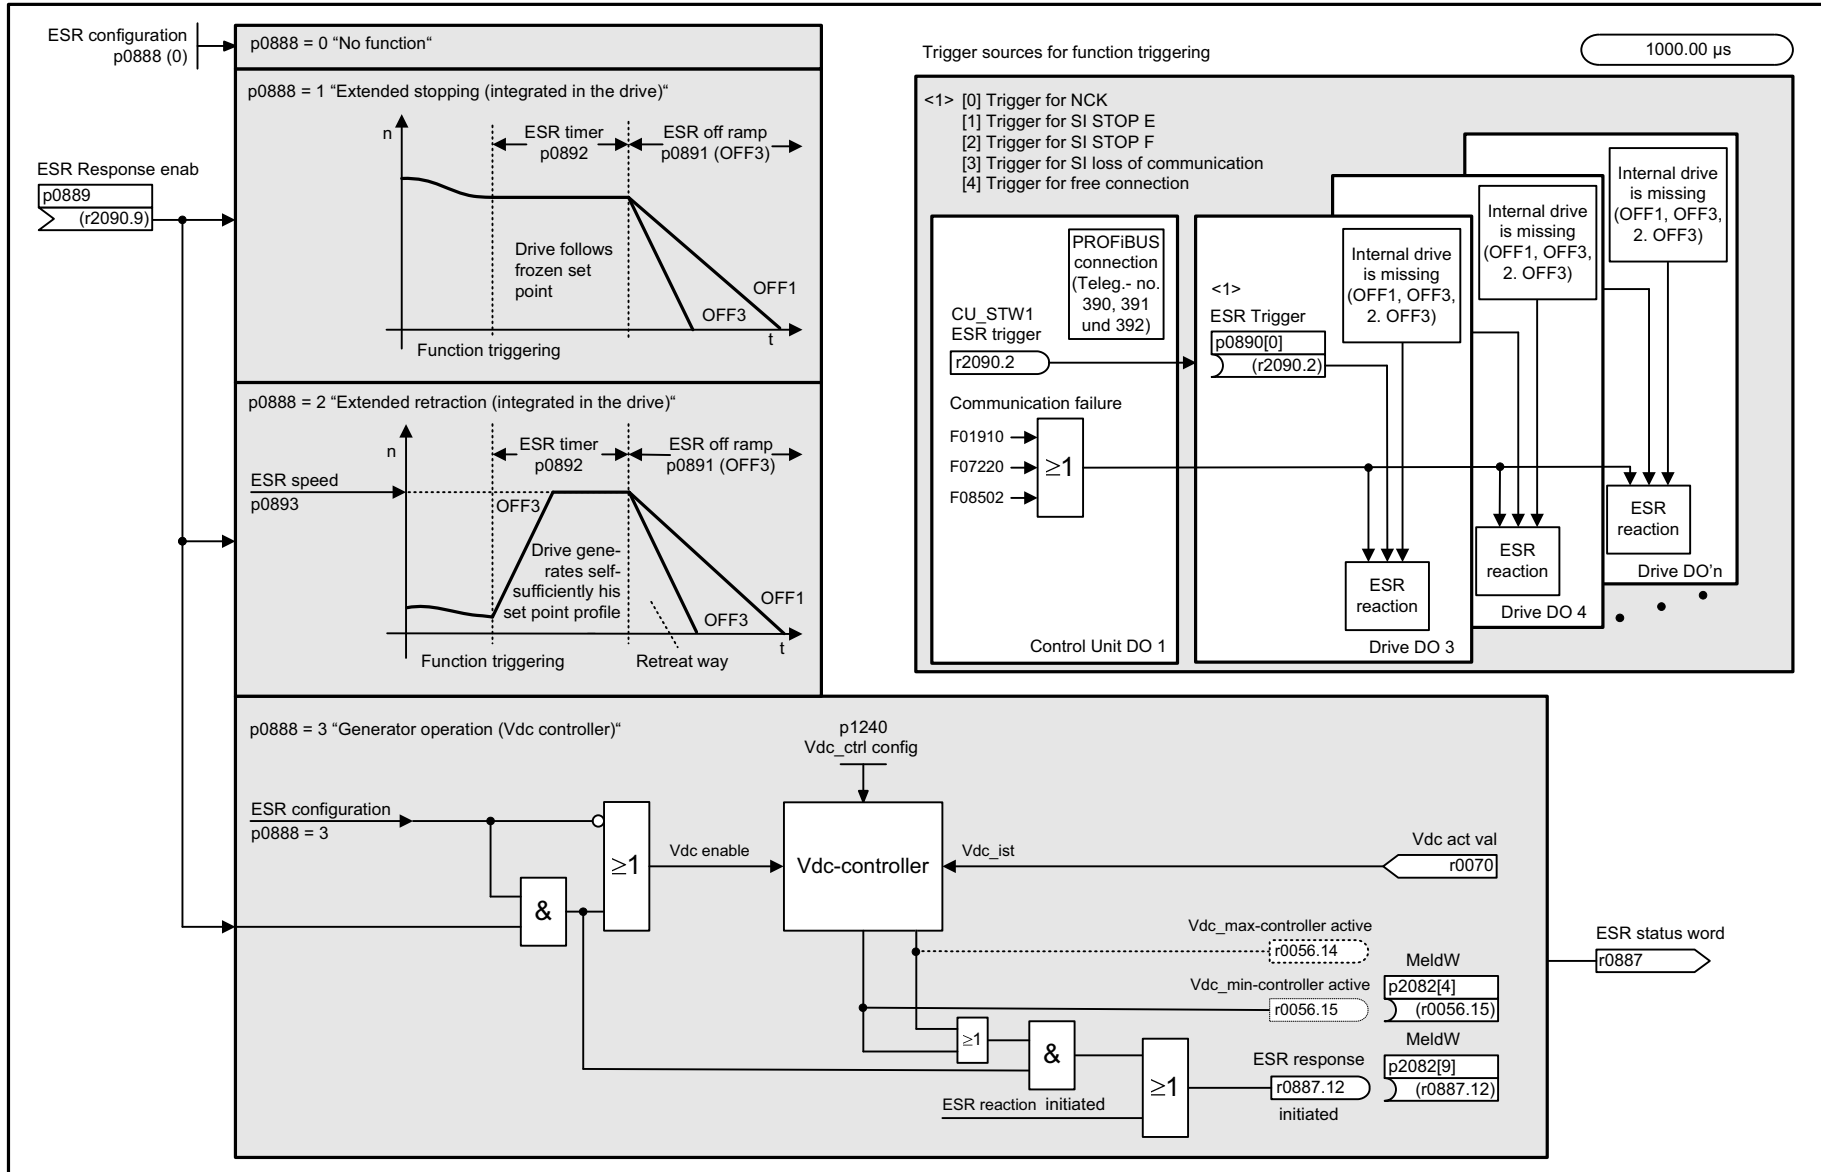 ESR configuration
p0888 (0)
p0888 = 0 “No function“
p0888 = 1 “Extended stopping (integrated in the drive)“
n
ESR timer
p0892
ESR off ramp
p0891 (OFF3)
Drive follows
frozen set
point
OFF1
OFF3
t
Function triggering
ESR Response enab
p0889
(r2090.9)
p0888 = 2 “Extended retraction (integrated in the drive)“
n
ESR timer
p0892
ESR off ramp
p0891 (OFF3)
ESR speed
p0893
OFF3
Drive gene-
rates self-
sufficiently his
set point profile
OFF1
OFF3
t
Function triggering
Retreat way
Trigger sources for function triggering
1000.00 µs
<1> [0] Trigger for NCK
[1] Trigger for SI STOP E
[2] Trigger for SI STOP F
[3] Trigger for SI loss of communication
[4] Trigger for free connection
PROFiBUS
connection
(Teleg.- no.
390, 391
und 392)
CU_STW1
ESR trigger
r2090.2
Communication failure
F01910
F07220
F08502
≥1
Control Unit DO 1
<1>
ESR Trigger
p0890[0]
(r2090.2)
Internal drive
is missing
(OFF1, OFF3,
2. OFF3)
ESR
reaction
Drive DO 3
Internal drive
is missing
(OFF1, OFF3,
2. OFF3)
ESR
reaction
Drive DO 4
Internal drive
is missing
(OFF1, OFF3,
2. OFF3)
ESR
reaction
Drive DO’n
p0888 = 3 “Generator operation (Vdc controller)“
p1240
Vdc_ctrl config
ESR configuration
p0888 = 3
&
≥1
Vdc enable
Vdc-controller
Vdc_ist
Vdc act val
r0070
Vdc_max-controller active
r0056.14
Vdc_min-controller active
r0056.15
MeldW
p2082[4]
(r0056.15)
≥1
&
≥1
ESR reaction initiated
ESR response
r0887.12
initiated
MeldW
p2082[9]
(r0887.12)
ESR status word
r0887